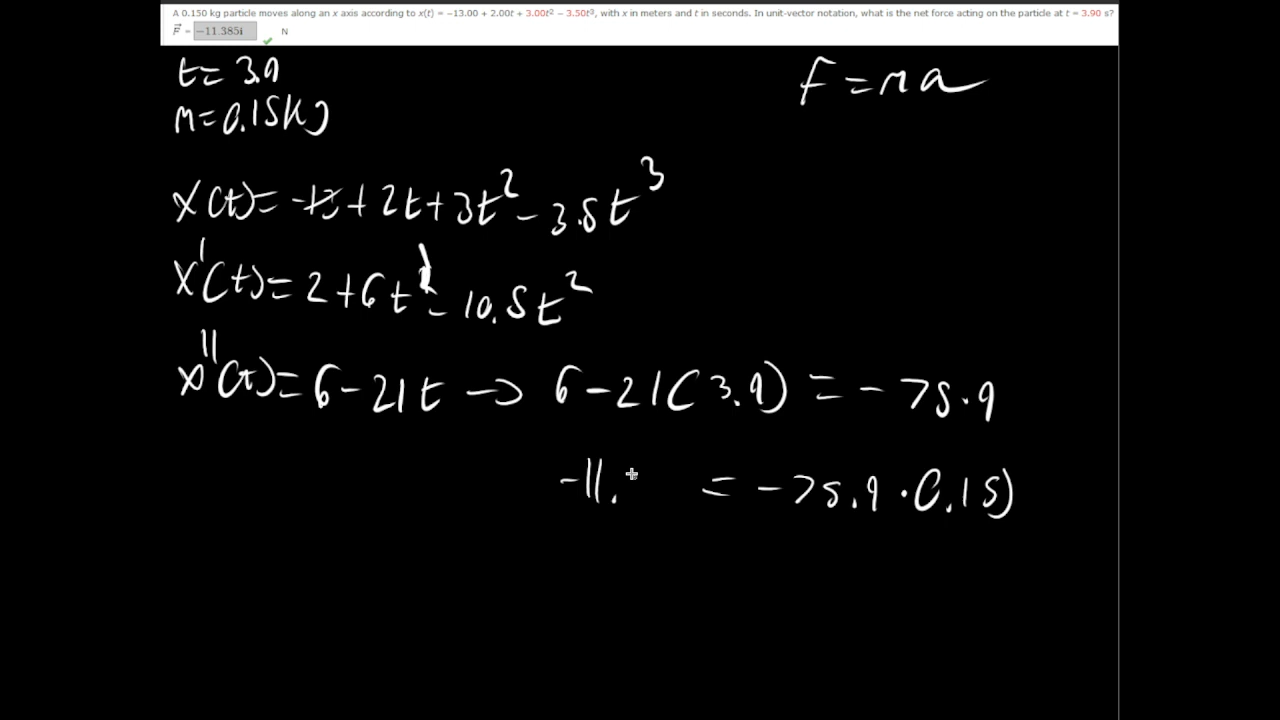 A 0.150 kg particle moves along an x axis according to x(t) = −13.00 + 2.00t + 3.00t² − 3.50t³, with x in meters and t in seconds. In unit-vector notation, what is the net force acting on the particle at t = 3.90 s?
F⃗ = −11.385i N
t = 3.9
F = ma
m = 0.15kg
x(t) = -13 + 2t + 3t² - 3.5t³
x'(t) = 2 + 6t¹ - 10.5t²
x''(t) = 6 - 21t → 6 - 21(3.9) = -75.9
-11. = -75.9 · 0.15)